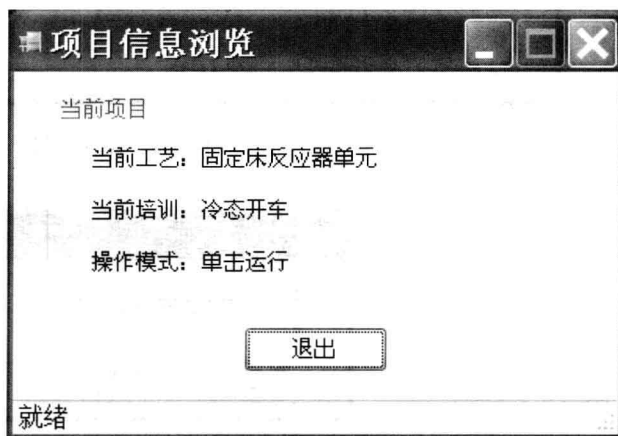 项目信息浏览
当前项目
当前工艺：固定床反应器单元
当前培训：冷态开车
操作模式：单击运行
退出
就绪